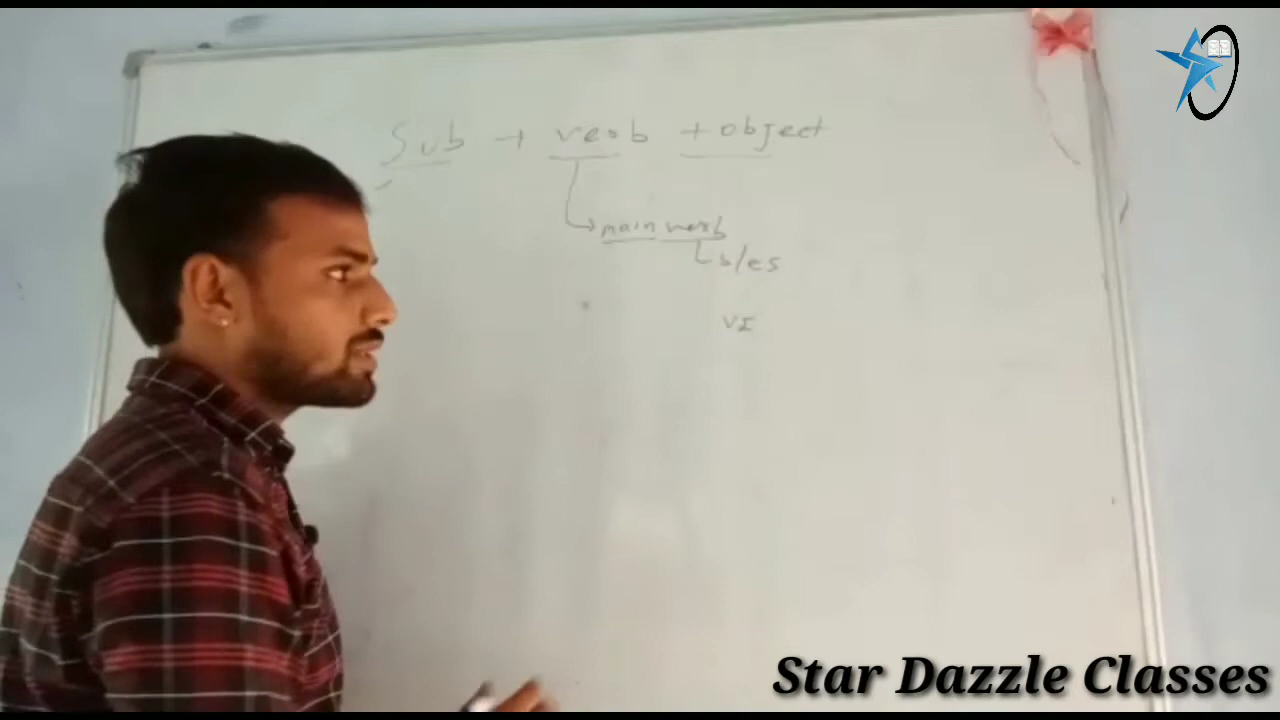 Sub + verb + object
main verb
s/es
VI
Star Dazzle Classes